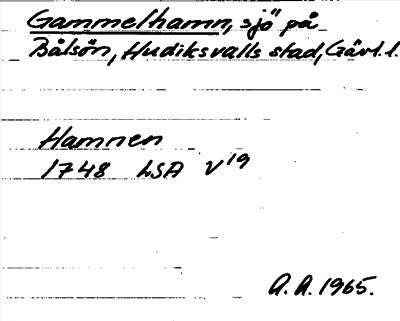 Gammelhamn, sjö på
Bålsön, Hudiksvalls stad, Gävl. l.
Hamnen
1748 LSA V19
A. A. 1965.